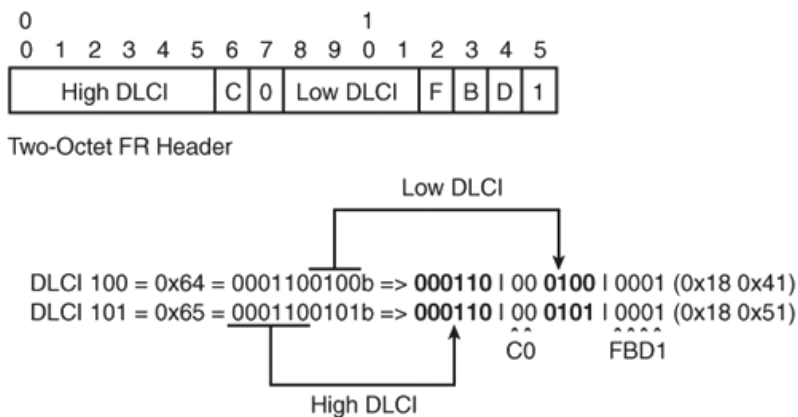 0 1
0 1 2 3 4 5 6 7 8 9 0 1 2 3 4 5
High DLCI C 0 Low DLCI F B D 1
Two-Octet FR Header
Low DLCI
DLCI 100 = 0x64 = 0001100100b => 000110 | 00 0100 | 0001 (0x18 0x41)
DLCI 101 = 0x65 = 0001100101b => 000110 | 00 0101 | 0001 (0x18 0x51)
^ ^ ^ ^ ^ ^
C0 FBD1
High DLCI